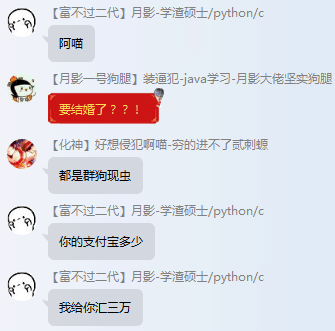 【富不过二代】月影-学渣硕士/python/c
阿喵
【月影一号狗腿】装逼犯-java学习-月影大佬坚实狗腿
要结婚了？？！
【化神】好想侵犯啊喵-穷的进不了贰刺螈
都是群狗现虫
【富不过二代】月影-学渣硕士/python/c
你的支付宝多少
【富不过二代】月影-学渣硕士/python/c
我给你汇三万